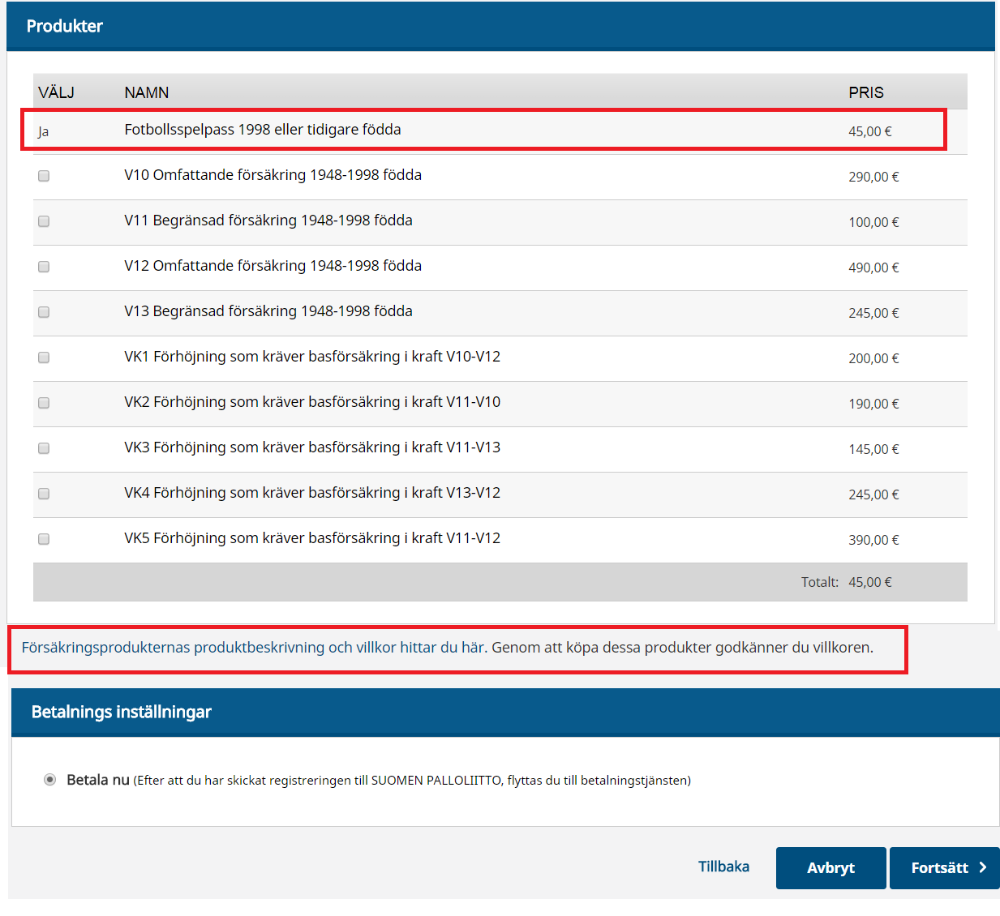 Produkter
VÄLJ NAMN PRIS
Ja Fotbollsspelpass 1998 eller tidigare födda 45,00 €
V10 Omfattande försäkring 1948-1998 födda 290,00 €
V11 Begränsad försäkring 1948-1998 födda 100,00 €
V12 Omfattande försäkring 1948-1998 födda 490,00 €
V13 Begränsad försäkring 1948-1998 födda 245,00 €
VK1 Förhöjning som kräver basförsäkring i kraft V10-V12 200,00 €
VK2 Förhöjning som kräver basförsäkring i kraft V11-V10 190,00 €
VK3 Förhöjning som kräver basförsäkring i kraft V11-V13 145,00 €
VK4 Förhöjning som kräver basförsäkring i kraft V13-V12 245,00 €
VK5 Förhöjning som kräver basförsäkring i kraft V11-V12 390,00 €
Totalt: 45,00 €
Försäkringsprodukternas produktbeskrivning och villkor hittar du här. Genom att köpa dessa produkter godkänner du villkoren.
Betalnings inställningar
Betala nu (Efter att du har skickat registreringen till SUOMEN PALLOLIITTO, flyttas du till betalningstjänsten)
Tillbaka Avbryt Fortsätt